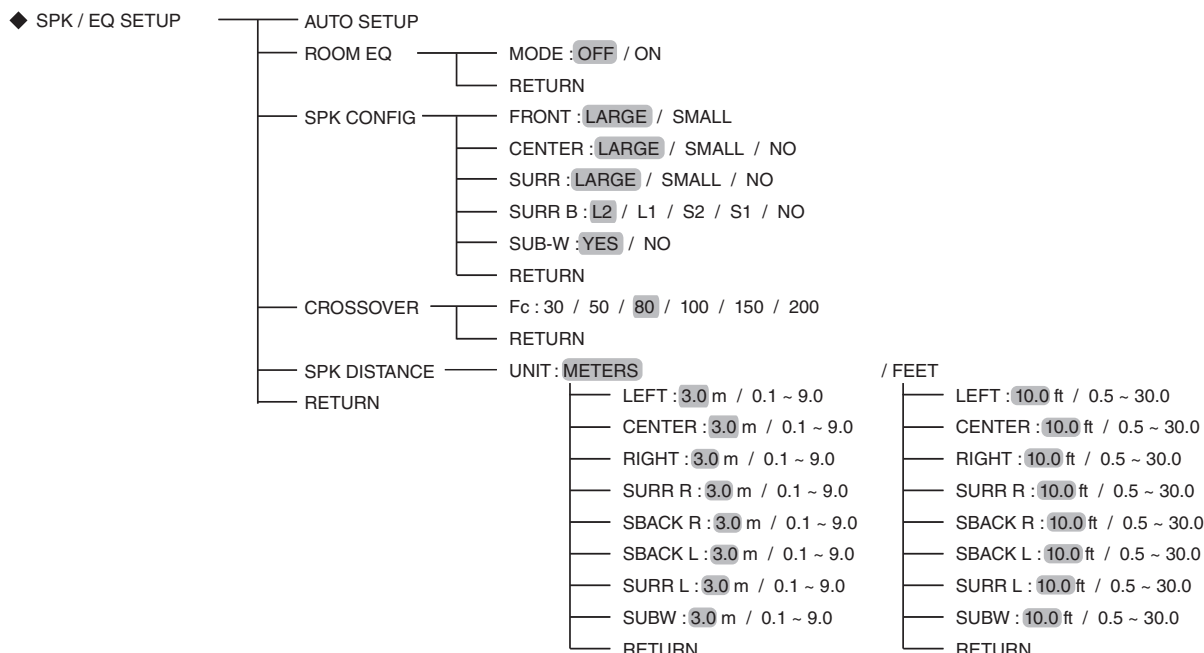 ◆ SPK / EQ SETUP
AUTO SETUP
ROOM EQ
MODE : OFF / ON
RETURN
SPK CONFIG
FRONT : LARGE / SMALL
CENTER : LARGE / SMALL / NO
SURR : LARGE / SMALL / NO
SURR B : L2 / L1 / S2 / S1 / NO
SUB-W : YES / NO
RETURN
CROSSOVER
Fc : 30 / 50 / 80 / 100 / 150 / 200
RETURN
SPK DISTANCE
UNIT : METERS
LEFT : 3.0 m / 0.1 ~ 9.0
CENTER : 3.0 m / 0.1 ~ 9.0
RIGHT : 3.0 m / 0.1 ~ 9.0
SURR R : 3.0 m / 0.1 ~ 9.0
SBACK R : 3.0 m / 0.1 ~ 9.0
SBACK L : 3.0 m / 0.1 ~ 9.0
SURR L : 3.0 m / 0.1 ~ 9.0
SUBW : 3.0 m / 0.1 ~ 9.0
RETURN
/ FEET
LEFT : 10.0 ft / 0.5 ~ 30.0
CENTER : 10.0 ft / 0.5 ~ 30.0
RIGHT : 10.0 ft / 0.5 ~ 30.0
SURR R : 10.0 ft / 0.5 ~ 30.0
SBACK R : 10.0 ft / 0.5 ~ 30.0
SBACK L : 10.0 ft / 0.5 ~ 30.0
SURR L : 10.0 ft / 0.5 ~ 30.0
SUBW : 10.0 ft / 0.5 ~ 30.0
RETURN
RETURN